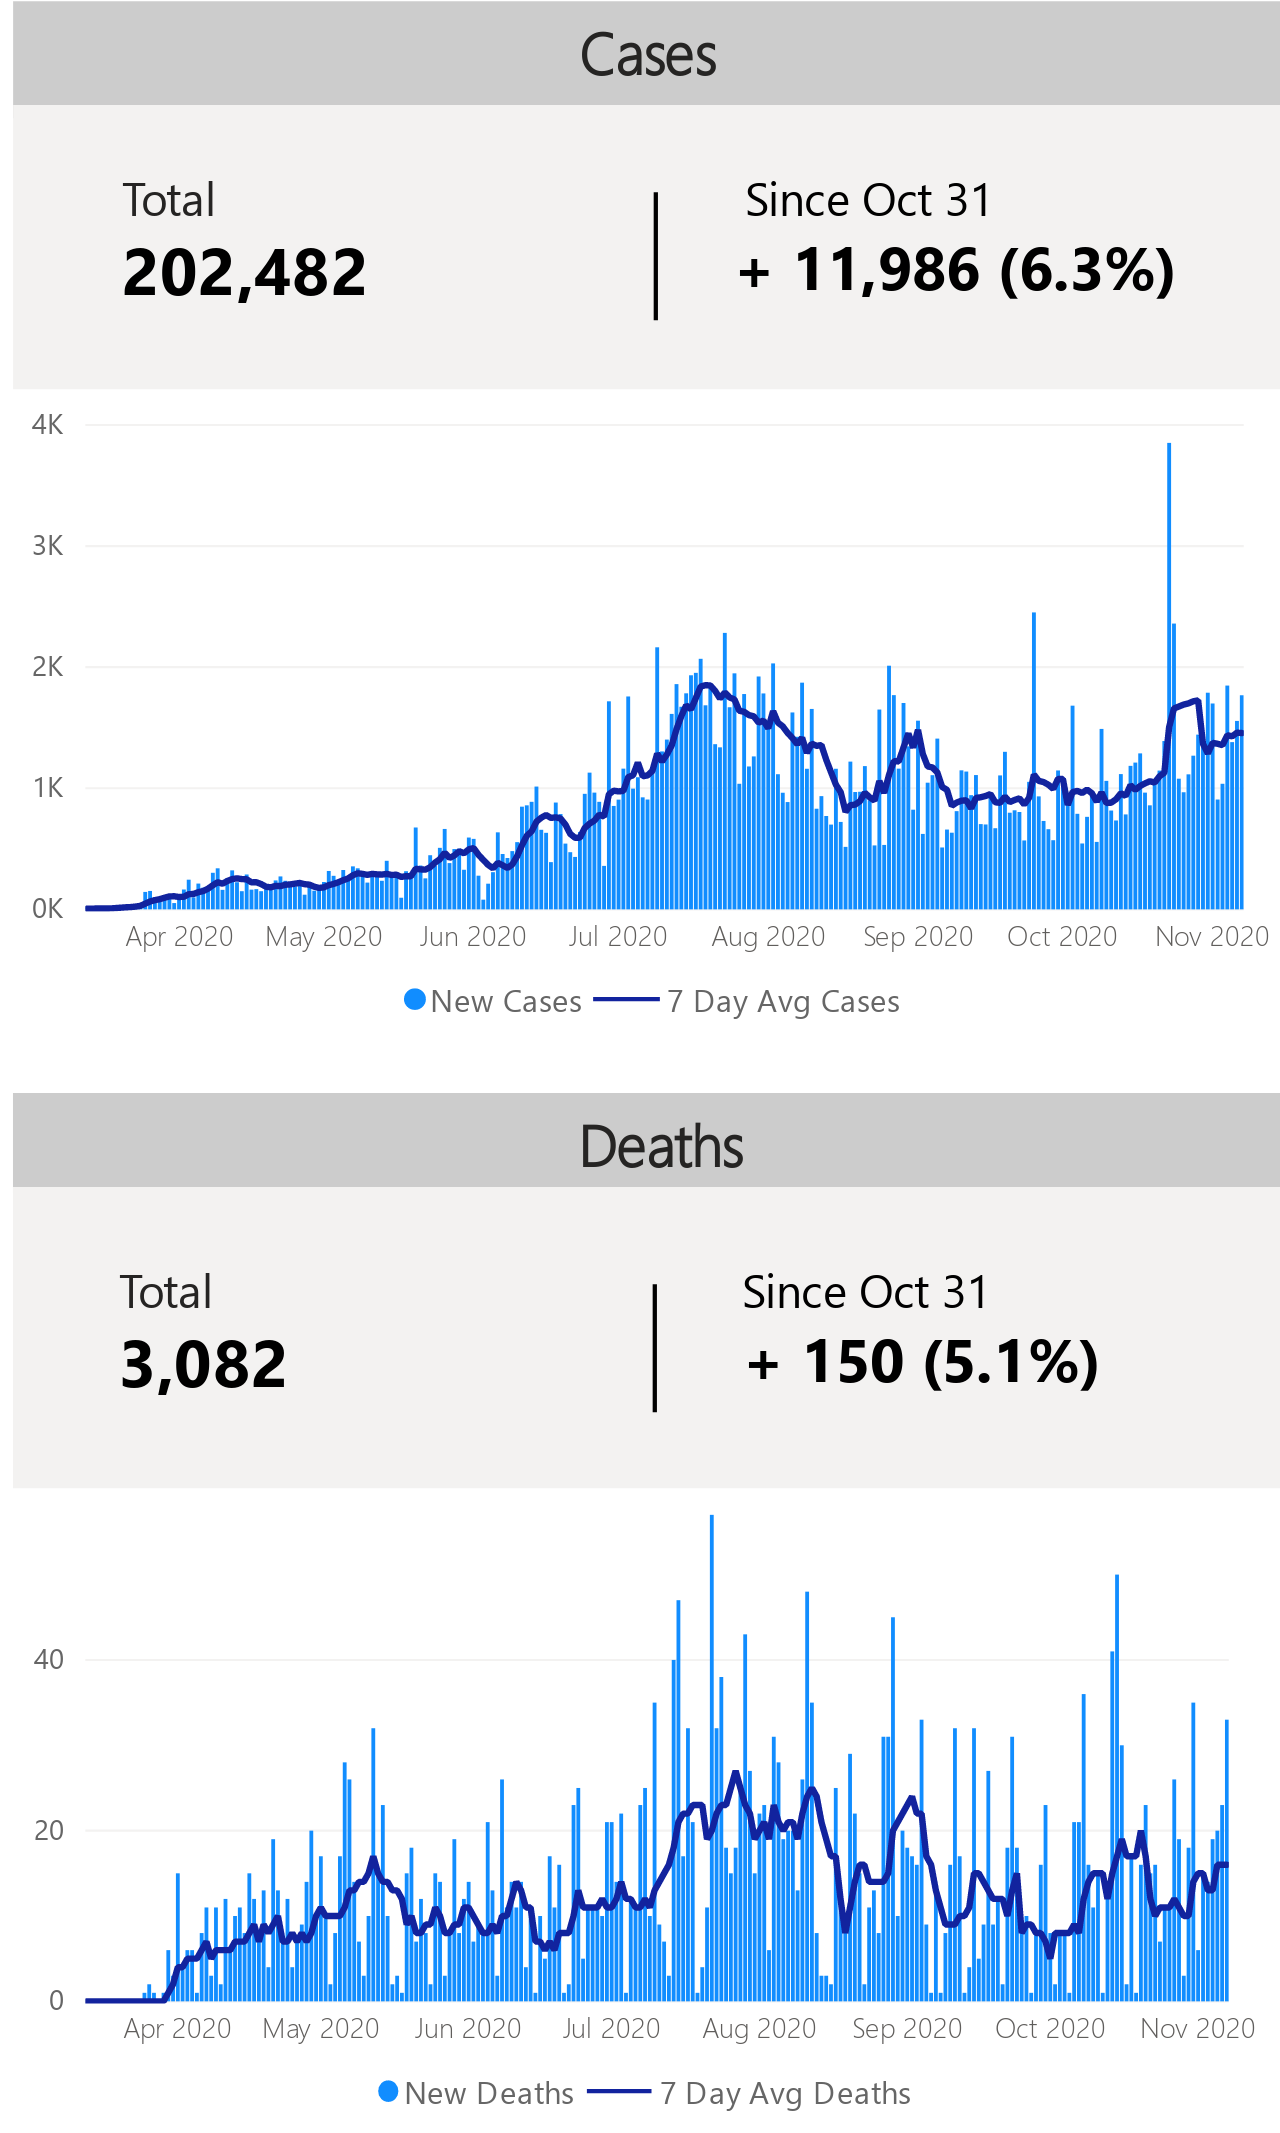 Cases
Total
Since Oct 31
202,482
+ 11,986 (6.3%)
4K
3K
2K
1K
0K
Apr 2020 May 2020 Jun 2020 Jul 2020 Aug 2020 Sep 2020 Oct 2020 Nov 2020
New Cases 7 Day Avg Cases
Deaths
Total
Since Oct 31
3,082
+ 150 (5.1%)
40
20
0
Apr 2020 May 2020 Jun 2020 Jul 2020 Aug 2020 Sep 2020 Oct 2020 Nov 2020
New Deaths 7 Day Avg Deaths